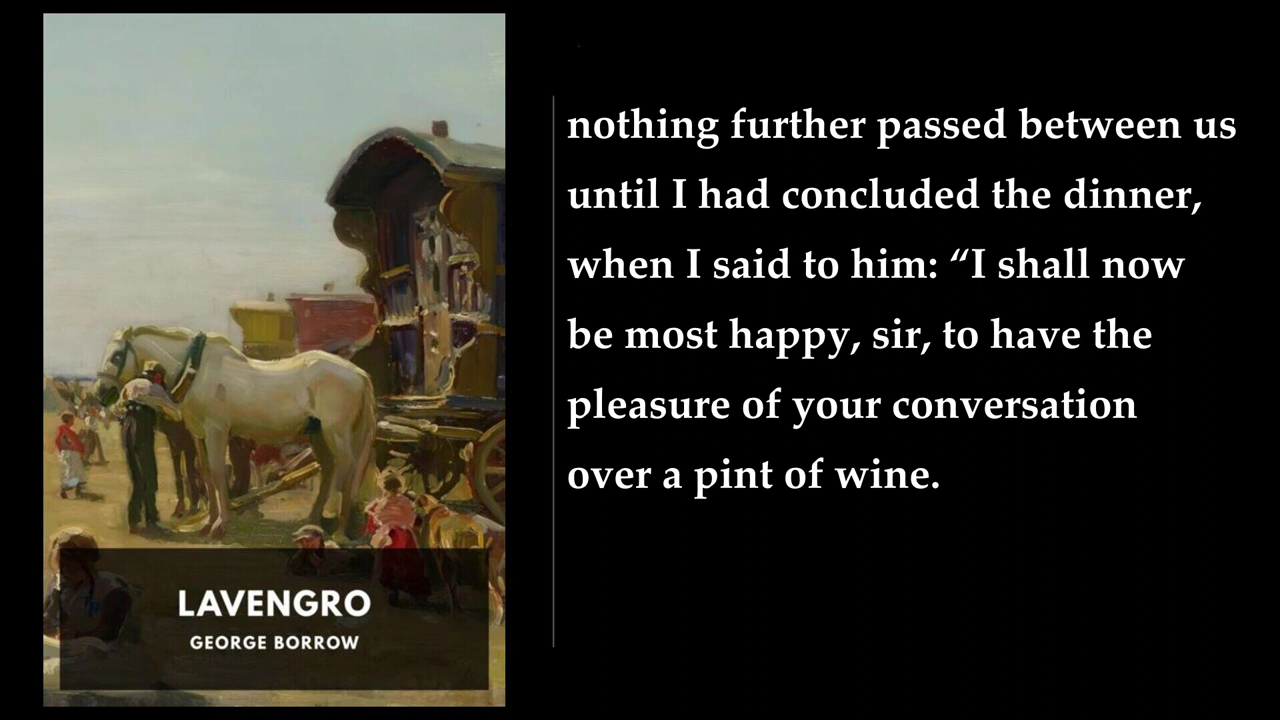 nothing further passed between us
until I had concluded the dinner,
when I said to him: “I shall now
be most happy, sir, to have the
pleasure of your conversation
over a pint of wine.
LAVENGRO
GEORGE BORROW